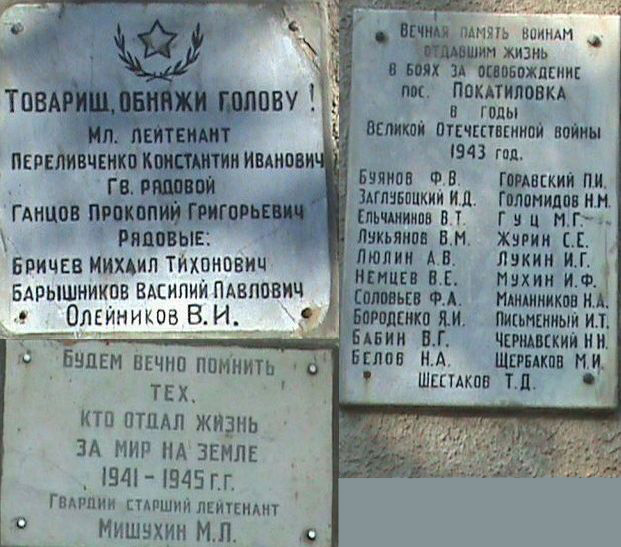 ТОВАРИЩ, ОБНАЖИ ГОЛОВУ !
МЛ. ЛЕЙТЕНАНТ
ПЕРЕЛИВЧЕНКО КОНСТАНТИН ИВАНОВИЧ
ГВ. РЯДОВОЙ
ГАНЦОВ ПРОКОПИЙ ГРИГОРЬЕВИЧ
РЯДОВЫЕ:
БРИЧЕВ МИХАИЛ ТИХОНОВИЧ
БАРЫШНИКОВ ВАСИЛИЙ ПАВЛОВИЧ
ОЛЕЙНИКОВ В.И.
БУДЕМ ВЕЧНО ПОМНИТЬ
ТЕХ,
КТО ОТДАЛ ЖИЗНЬ
ЗА МИР НА ЗЕМЛЕ
1941 - 1945 Г.Г.
ГВАРДИИ СТАРШИЙ ЛЕЙТЕНАНТ
МИШУХИН М.П.
ВЕЧНАЯ ПАМЯТЬ ВОИНАМ
ОТДАВШИМ ЖИЗНЬ
В БОЯХ ЗА ОСВОБОЖДЕНИЕ
ПОС. ПОКАТИЛОВКА
В ГОДЫ
ВЕЛИКОЙ ОТЕЧЕСТВЕННОЙ ВОЙНЫ
1943 ГОД.
БУЯНОВ Ф.В. ГОРАВСКИЙ П.И.
ЗАГЛУБОЦКИЙ И.Д. ГОЛОМИДОВ Н.М.
ЕЛЬЧАНИНОВ В.Т. ГУЦ М.Г.
ЛУКЬЯНОВ В.М. ЖУРИН С.Е.
ЛЮЛИН А.В. ЛУКИН И.Г.
НЕМЦЕВ В.Е. МУХИН И.Ф.
СОЛОВЬЕВ Ф.А. МАНАННИКОВ Н.А.
БОРОДЕНКО Я.И. ПИСЬМЕННЫЙ И.Т.
БАБИН В.Г. ЧЕРНАВСКИЙ Н.Н.
БЕЛОВ Н.А. ЩЕРБАКОВ М.И.
ШЕСТАКОВ Т.Д.